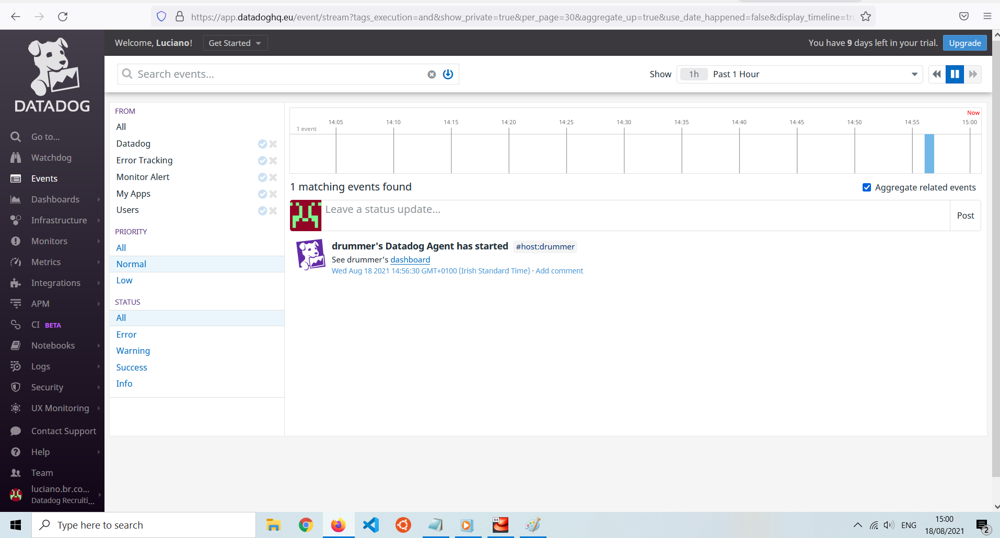 https://app.datadoghq.eu/event/stream?tags_execution=and&show_private=true&per_page=30&aggregate_up=true&use_date_happened=false&display_timeline=tru
DATADOG
Go to...
Watchdog
Events
Dashboards
Infrastructure
Monitors
Metrics
Integrations
APM
CI BETA
Notebooks
Logs
Security
UX Monitoring
Contact Support
Help
Team
luciano.br.co...
Datadog Recruiti...
Welcome, Luciano!
Get Started
You have 9 days left in your trial.
Upgrade
Search events...
Show
1h Past 1 Hour
FROM
All
Datadog
Error Tracking
Monitor Alert
My Apps
Users
PRIORITY
All
Normal
Low
STATUS
All
Error
Warning
Success
Info
Now
14:05 14:10 14:15 14:20 14:25 14:30 14:35 14:40 14:45 14:50 14:55 15:00
1 event
1 matching events found
Aggregate related events
Leave a status update...
Post
drummer's Datadog Agent has started #host:drummer
See drummer's dashboard
Wed Aug 18 2021 14:56:30 GMT+0100 (Irish Standard Time) · Add comment
Type here to search
64
ENG
15:00
18/08/2021
2